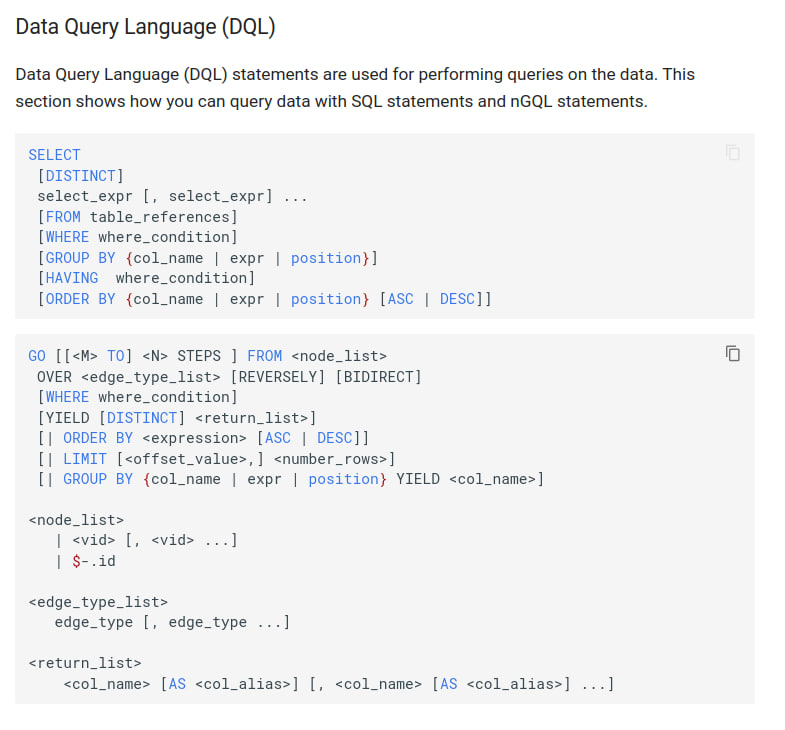 Data Query Language (DQL)
Data Query Language (DQL) statements are used for performing queries on the data. This
section shows how you can query data with SQL statements and nGQL statements.
SELECT
 [DISTINCT]
 select_expr [, select_expr] ...
 [FROM table_references]
 [WHERE where_condition]
 [GROUP BY {col_name | expr | position}]
 [HAVING  where_condition]
 [ORDER BY {col_name | expr | position} [ASC | DESC]]
GO [[<M> TO] <N> STEPS ] FROM <node_list>
 OVER <edge_type_list> [REVERSELY] [BIDIRECT]
 [WHERE where_condition]
 [YIELD [DISTINCT] <return_list>]
 [| ORDER BY <expression> [ASC | DESC]]
 [| LIMIT [<offset_value>,] <number_rows>]
 [| GROUP BY {col_name | expr | position} YIELD <col_name>]
<node_list>
   | <vid> [, <vid> ...]
   | $-.id
<edge_type_list>
   edge_type [, edge_type ...]
<return_list>
    <col_name> [AS <col_alias>] [, <col_name> [AS <col_alias>] ...]